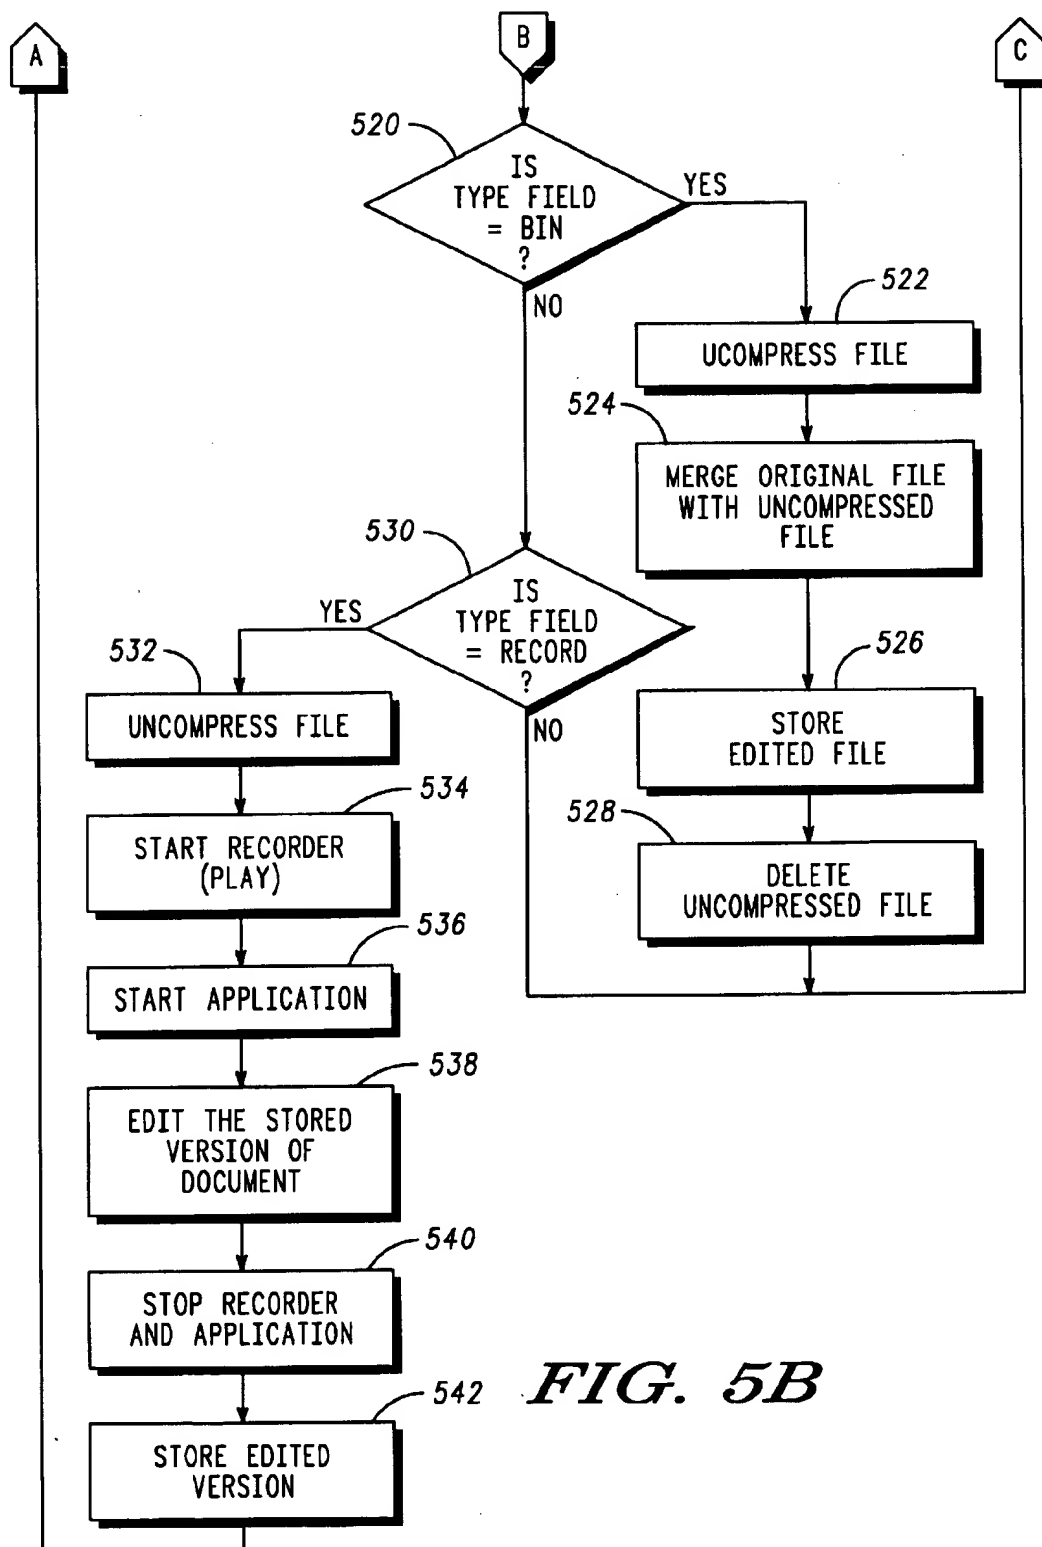 A
B
C
520
IS
TYPE FIELD
= BIN
?
YES
NO
522
UCOMPRESS FILE
524
MERGE ORIGINAL FILE
WITH UNCOMPRESSED
FILE
530
IS
TYPE FIELD
= RECORD
?
YES
NO
526
STORE
EDITED FILE
528
DELETE
UNCOMPRESSED FILE
532
UNCOMPRESS FILE
534
START RECORDER
(PLAY)
536
START APPLICATION
538
EDIT THE STORED
VERSION OF
DOCUMENT
540
STOP RECORDER
AND APPLICATION
542
STORE EDITED
VERSION
FIG. 5B